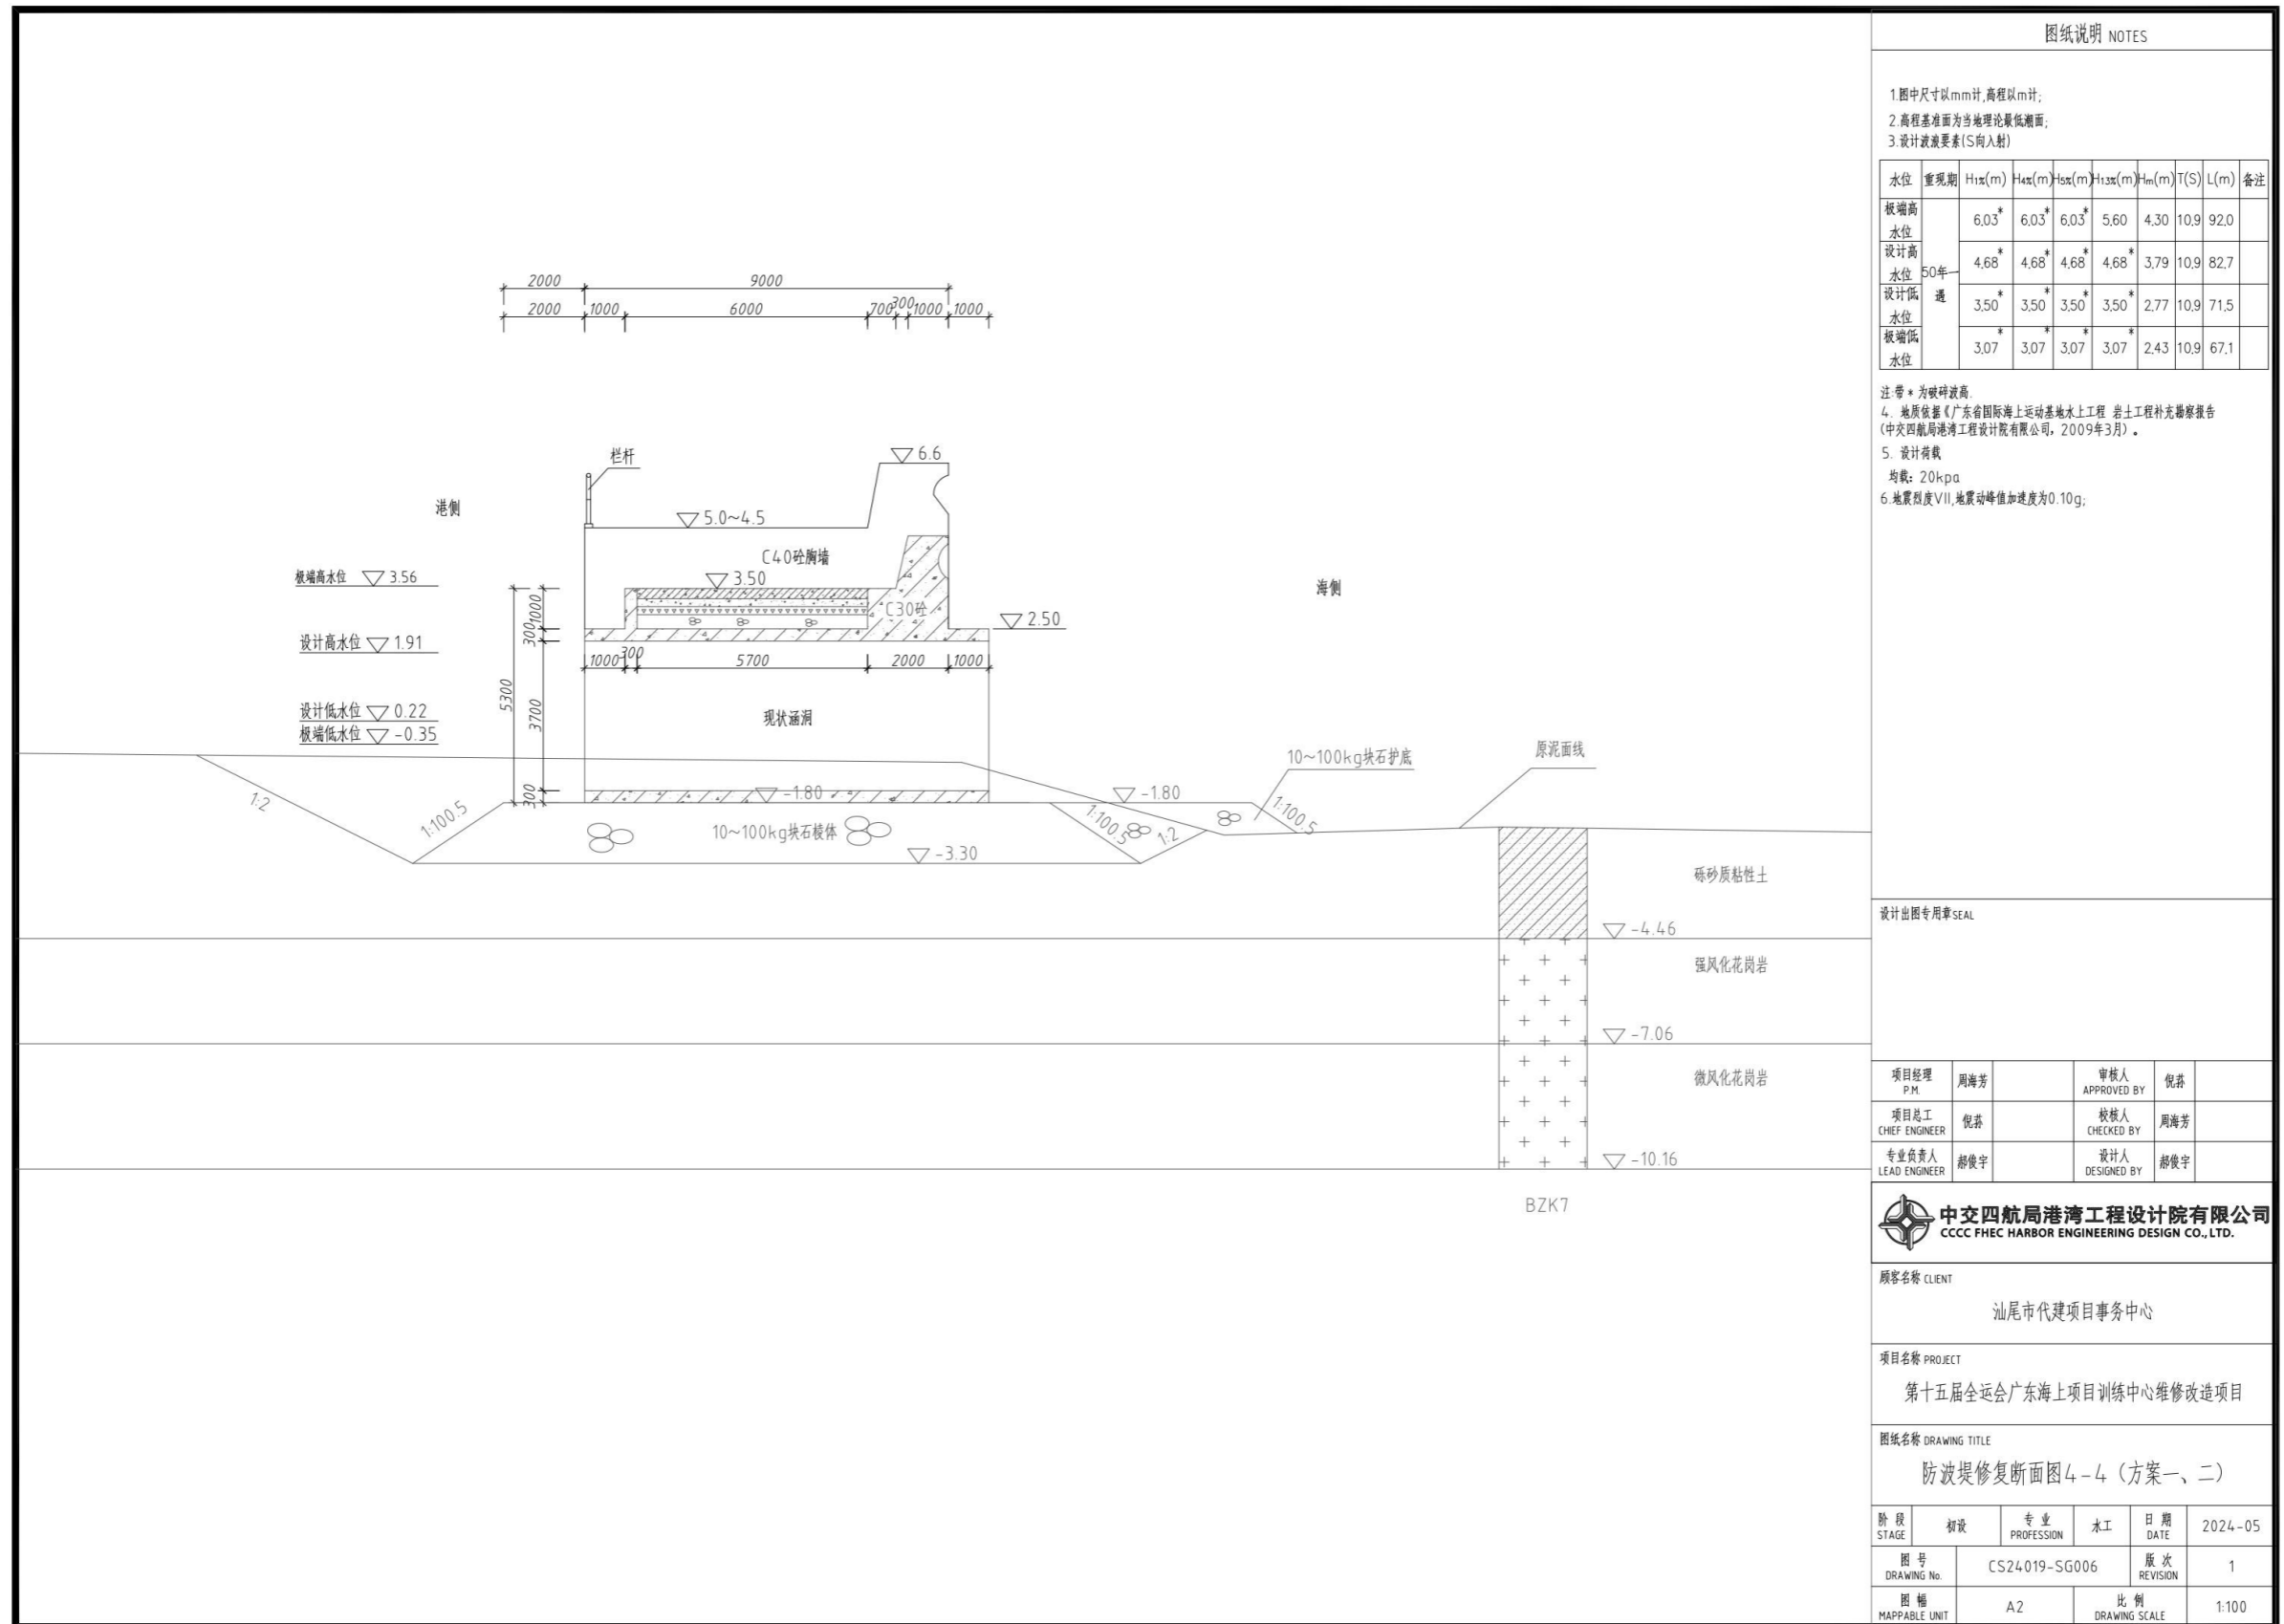 2000 9000
2000 1000 6000 700 300 1000 1000
栏杆
6.6
港侧
5.0~4.5
C40砼胸墙
极端高水位 3.56
3.50
海侧
1000
C30砼
2.50
300
设计高水位 1.91
1000 300 5700 2000 1000
5300
3700
设计低水位 0.22
现状涵洞
极端低水位 -0.35
原泥面线
10~100kg块石护底
300
-1.80
-1.80
1:2
1:100.5
1:100.5
1:2
1:100.5
10~100kg块石棱体
-3.30
砾砂质粘性土
-4.46
强风化花岗岩
-7.06
微风化花岗岩
-10.16
BZK7
图纸说明 NOTES
1.图中尺寸以mm计,高程以m计;
2.高程基准面为当地理论最低潮面;
3.设计波浪要素(S向入射)
水位 重现期 H1%(m) H4%(m) H5%(m) H13%(m) Hm(m) T(S) L(m) 备注
极端高水位 50年一遇 6.03* 6.03* 6.03* 5.60 4.30 10.9 92.0
设计高水位 4.68* 4.68* 4.68* 4.68* 3.79 10.9 82.7
设计低水位 3.50* 3.50* 3.50* 3.50* 2.77 10.9 71.5
极端低水位 3.07* 3.07* 3.07* 3.07* 2.43 10.9 67.1
注:带*为破碎波高.
4. 地质依据《广东省国际海上运动基地水上工程 岩土工程补充勘察报告
(中交四航局港湾工程设计院有限公司, 2009年3月)。
5. 设计荷载
均载: 20kpa
6.地震烈度VII,地震动峰值加速度为0.10g;
设计出图专用章SEAL
项目经理 周海芳 审核人 倪莽
P.M. APPROVED BY
项目总工 倪莽 校核人 周海芳
CHIEF ENGINEER CHECKED BY
专业负责人 郝俊宇 设计人 郝俊宇
LEAD ENGINEER DESIGNED BY
中交四航局港湾工程设计院有限公司
CCCC FHEC HARBOR ENGINEERING DESIGN CO.,LTD.
顾客名称 CLIENT
汕尾市代建项目事务中心
项目名称 PROJECT
第十五届全运会广东海上项目训练中心维修改造项目
图纸名称 DRAWING TITLE
防波堤修复断面图4-4（方案一、二）
阶段 初设 专业 水工 日期 2024-05
STAGE PROFESSION DATE
图号 CS24019-SG006 版次 1
DRAWING No. REVISION
图幅 A2 比例 1:100
MAPPABLE UNIT DRAWING SCALE